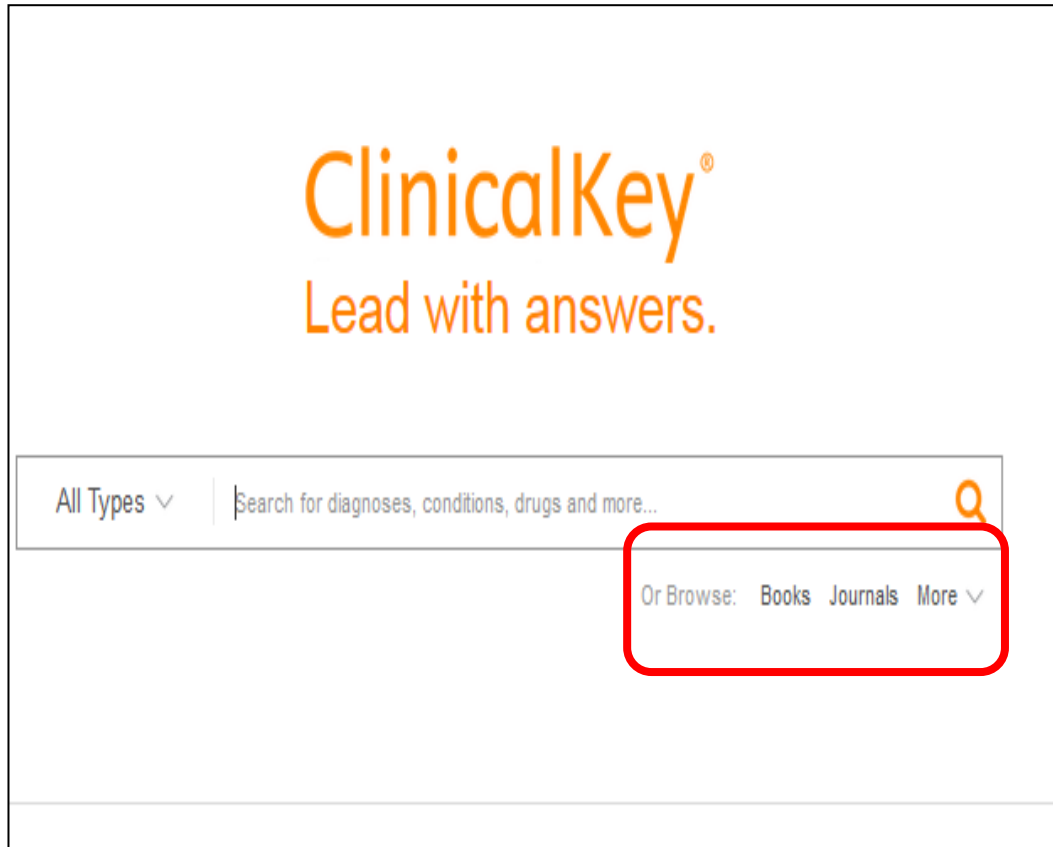 ClinicalKey®
Lead with answers.
All Types Search for diagnoses, conditions, drugs and more...
Or Browse: Books Journals More